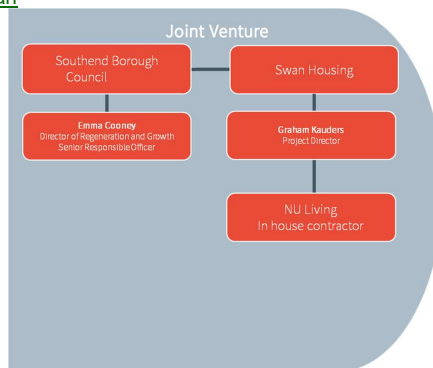 Joint Venture
Southend Borough
Council
Swan Housing
Emma Cooney
Director of Regeneration and Growth
Senior Responsible Officer
Graham Kauders
Project Director
NU Living
In house contractor